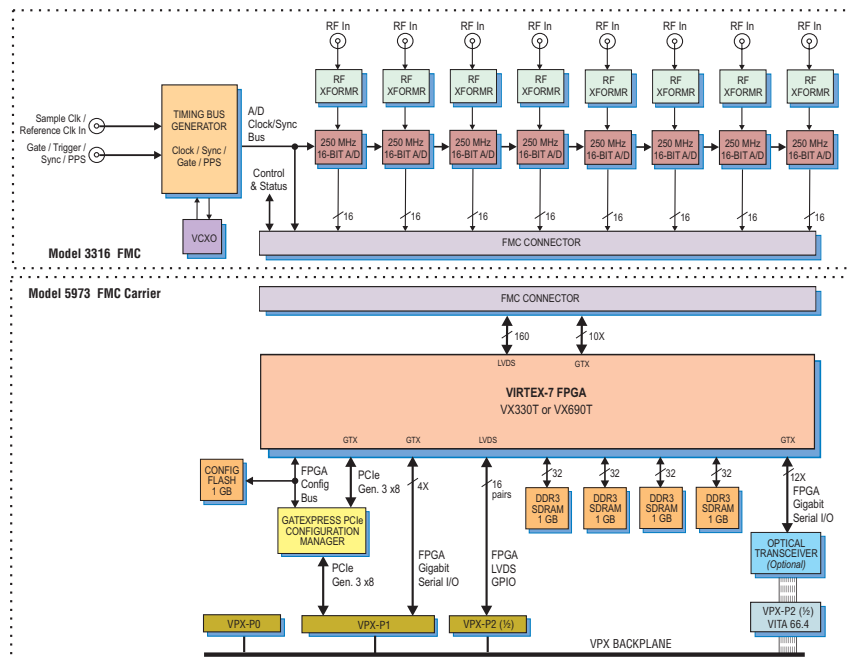 RF In RF In RF In RF In RF In RF In RF In RF In
RF XFORMR RF XFORMR RF XFORMR RF XFORMR RF XFORMR RF XFORMR RF XFORMR RF XFORMR
TIMING BUS
GENERATOR
Clock / Sync /
Gate / PPS
Sample Clk /
Reference Clk In
Gate / Trigger /
Sync / PPS
A/D
Clock/Sync
Bus
250 MHz 16-BIT A/D 250 MHz 16-BIT A/D 250 MHz 16-BIT A/D 250 MHz 16-BIT A/D 250 MHz 16-BIT A/D 250 MHz 16-BIT A/D 250 MHz 16-BIT A/D 250 MHz 16-BIT A/D
Control
& Status
16 16 16 16 16 16 16 16
VCXO
FMC CONNECTOR
Model 3316 FMC
Model 5973 FMC Carrier
FMC CONNECTOR
160 10X
LVDS GTX
VIRTEX-7 FPGA
VX330T or VX690T
GTX GTX LVDS GTX
CONFIG
FLASH
1 GB
FPGA
Config
Bus
PCIe
Gen. 3 x8
4X
16
pairs
32 32 32 32
12X
FPGA
Gigabit
Serial I/O
DDR3
SDRAM
1 GB
DDR3
SDRAM
1 GB
DDR3
SDRAM
1 GB
DDR3
SDRAM
1 GB
GATEXPRESS PCIe
CONFIGURATION
MANAGER
OPTICAL
TRANSCEIVER
(Optional)
PCIe
Gen. 3 x8
FPGA
Gigabit
Serial I/O
FPGA
LVDS
GPIO
VPX-P0
VPX-P1
VPX-P2 (½)
VPX-P2 (½)
VITA 66.4
VPX BACKPLANE